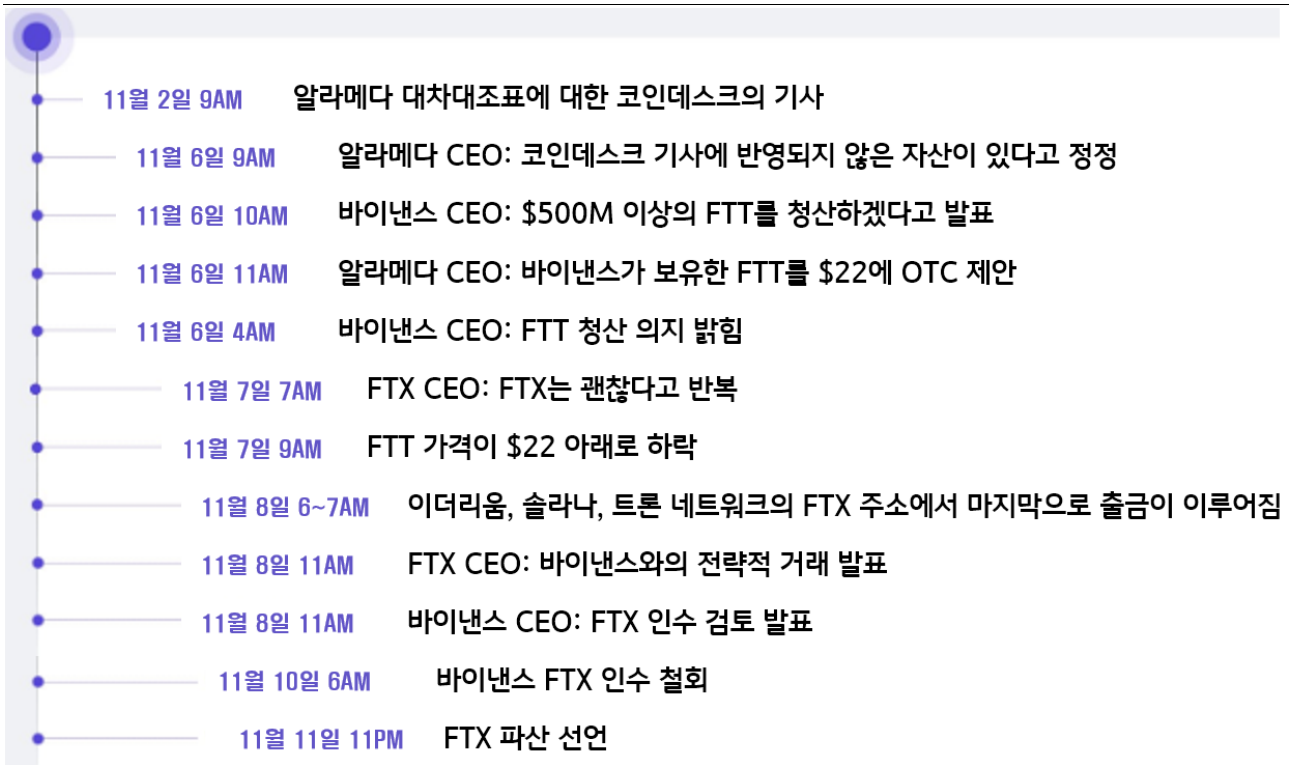 11월 2일 9AM 알라메다 대차대조표에 대한 코인데스크의 기사
11월 6일 9AM 알라메다 CEO: 코인데스크 기사에 반영되지 않은 자산이 있다고 정정
11월 6일 10AM 바이낸스 CEO: $500M 이상의 FTT를 청산하겠다고 발표
11월 6일 11AM 알라메다 CEO: 바이낸스가 보유한 FTT를 $22에 OTC 제안
11월 6일 4AM 바이낸스 CEO: FTT 청산 의지 밝힘
11월 7일 7AM FTX CEO: FTX는 괜찮다고 반복
11월 7일 9AM FTT 가격이 $22 아래로 하락
11월 8일 6~7AM 이더리움, 솔라나, 트론 네트워크의 FTX 주소에서 마지막으로 출금이 이루어짐
11월 8일 11AM FTX CEO: 바이낸스와의 전략적 거래 발표
11월 8일 11AM 바이낸스 CEO: FTX 인수 검토 발표
11월 10일 6AM 바이낸스 FTX 인수 철회
11월 11일 11PM FTX 파산 선언